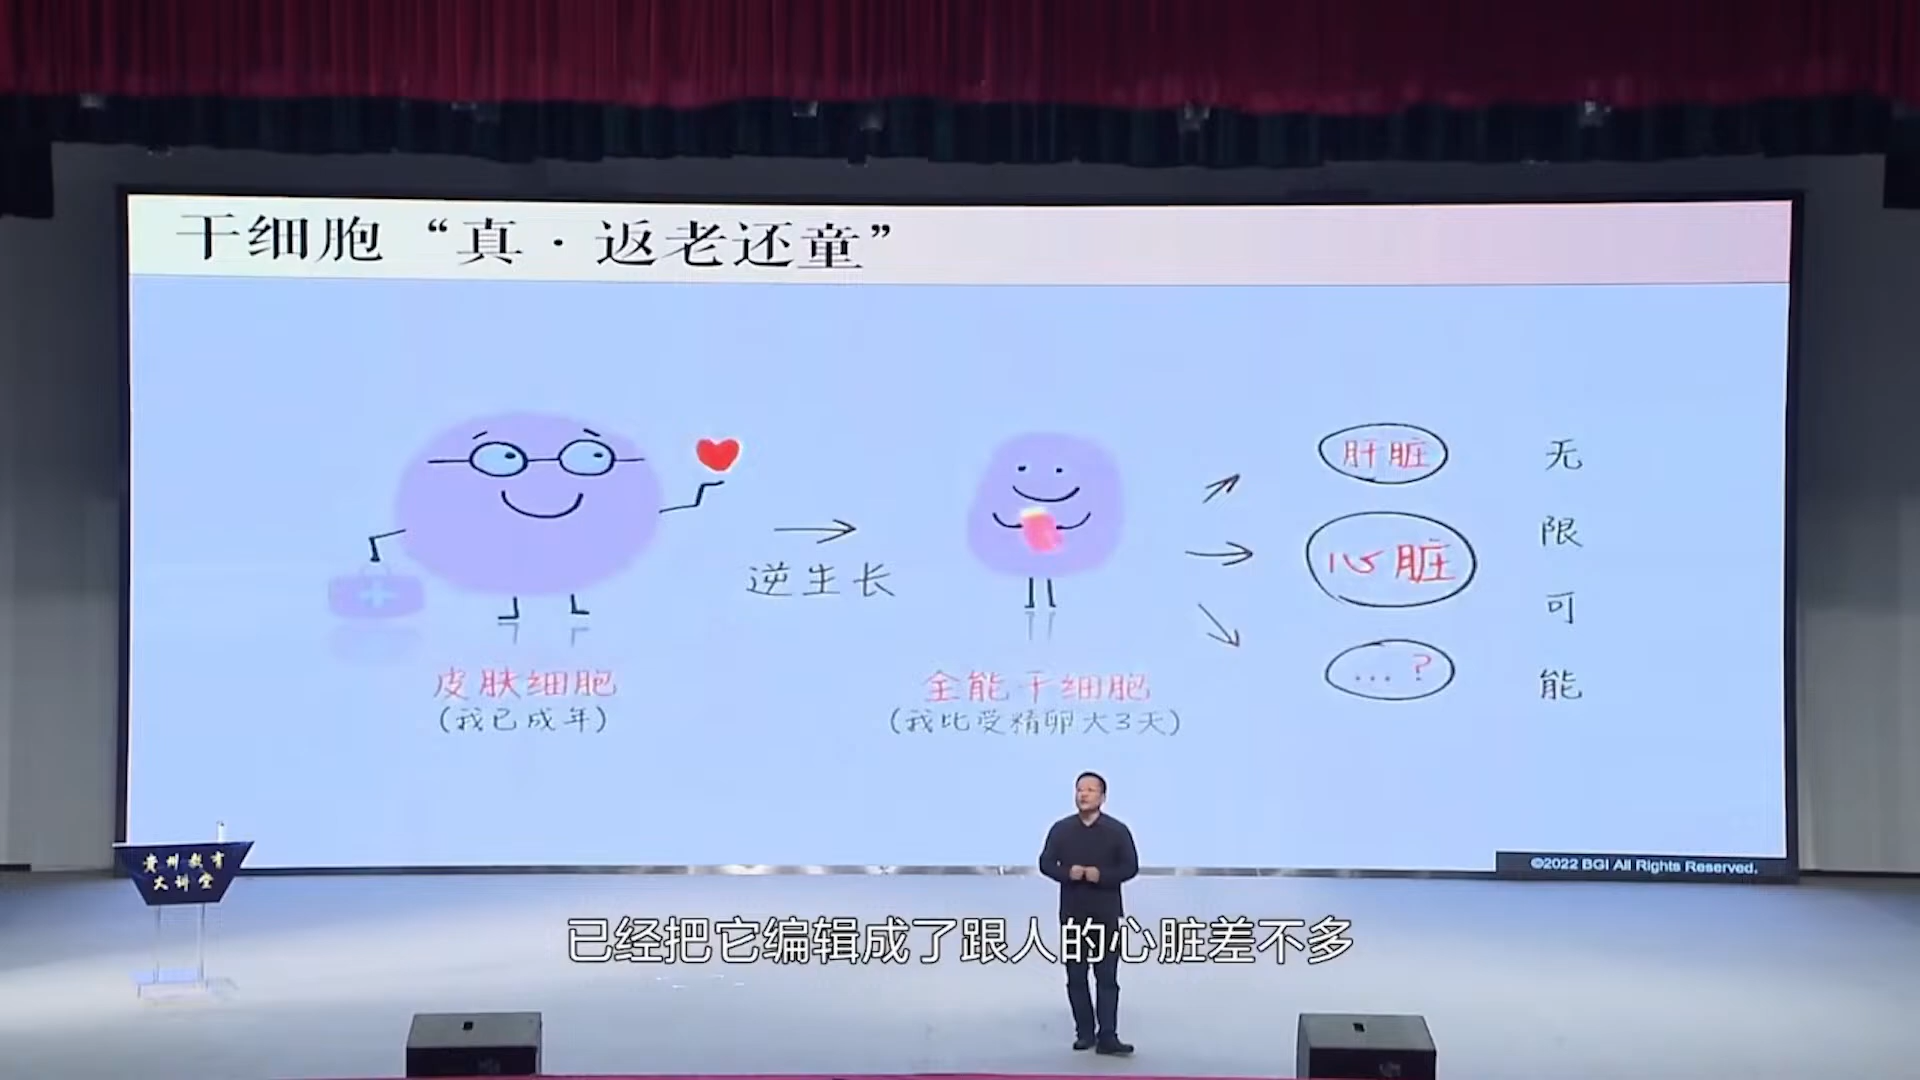 干细胞“真·返老还童”
肝脏
心脏
...?
无
限
可
能
逆生长
皮肤细胞
(我已成年)
全能干细胞
(我比受精卵大3天)
©2022 BGI All Rights Reserved.
贵州教育
大讲堂
已经把它编辑成了跟人的心脏差不多